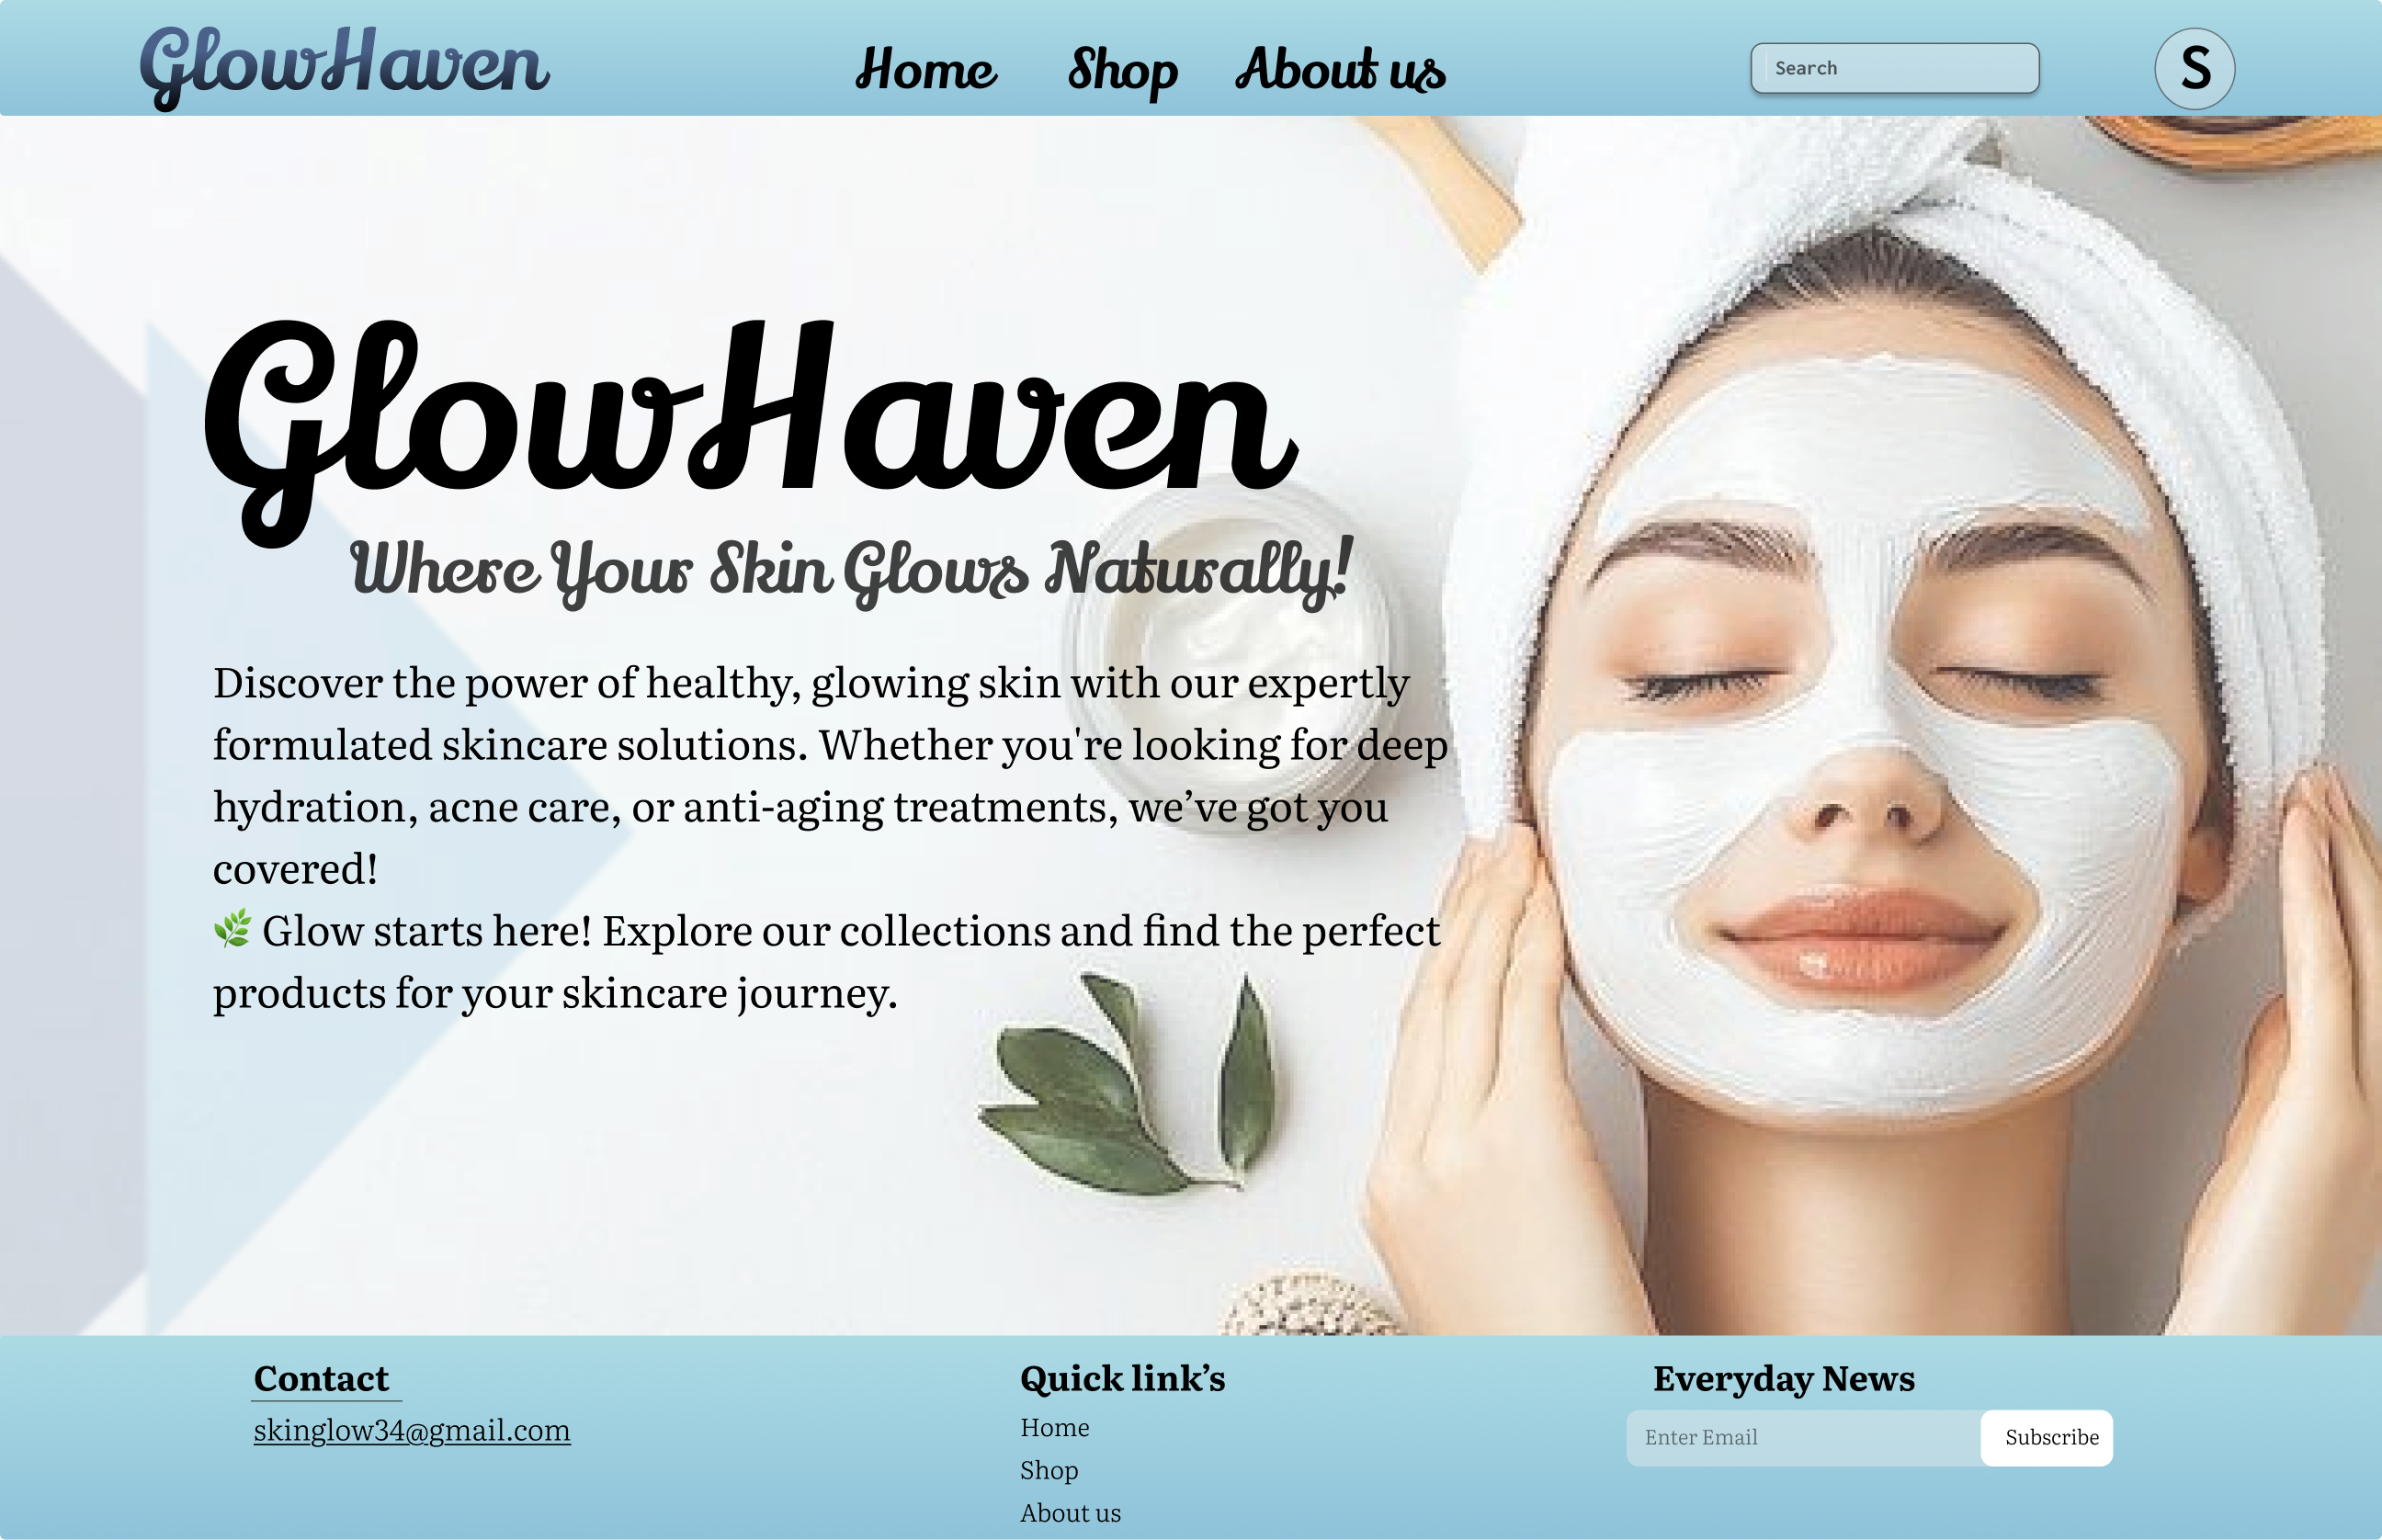 GlowHaven
Home Shop About us
Search
S
GlowHaven
Where Your Skin Glows Naturally!
Discover the power of healthy, glowing skin with our expertly
formulated skincare solutions. Whether you're looking for deep
hydration, acne care, or anti-aging treatments, we’ve got you
covered!
🌿 Glow starts here! Explore our collections and find the perfect
products for your skincare journey.
Contact
skinglow34@gmail.com
Quick link’s
Home
Shop
About us
Everyday News
Enter Email
Subscribe